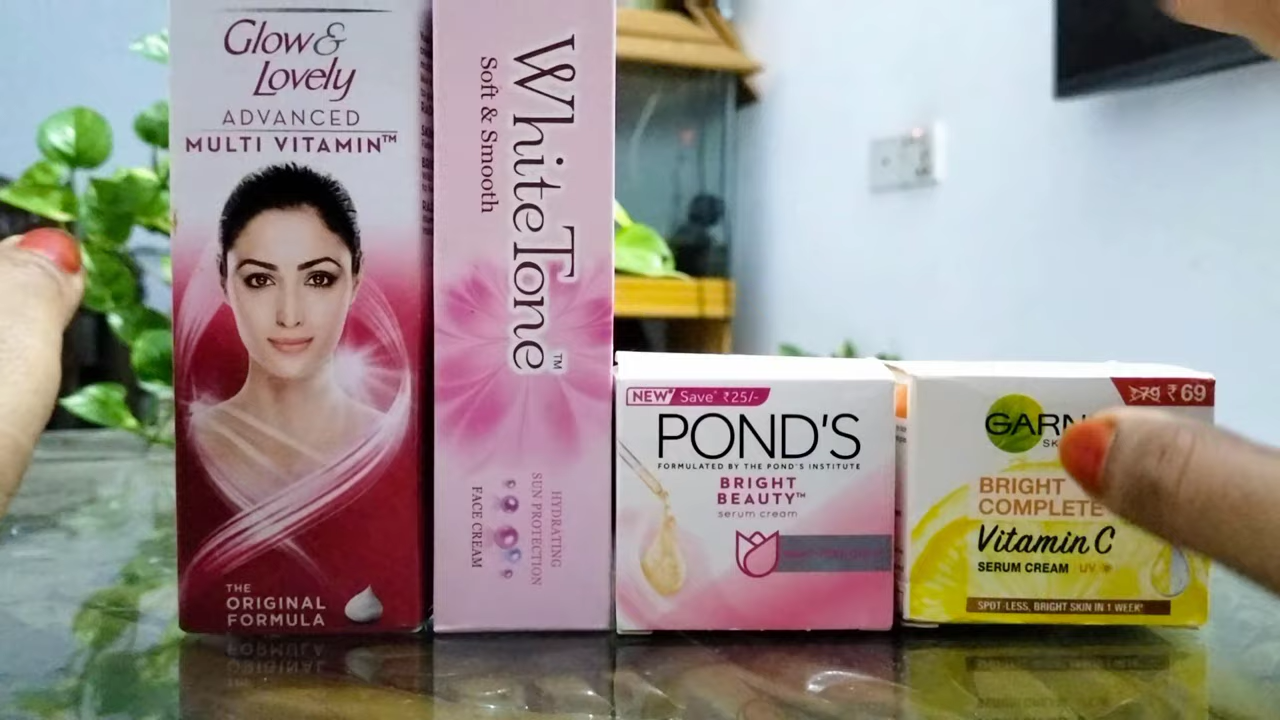 Glow &
Lovely
ADVANCED
MULTI VITAMIN™
THE
ORIGINAL
FORMULA
WhiteTone™
Soft & Smooth
HYDRATING
SUN PROTECTION
FACE CREAM
NEW Save* ₹25/-
POND'S
FORMULATED BY THE POND'S INSTITUTE
BRIGHT
BEAUTY™
serum cream
₹79 ₹69
BRIGHT
COMPLETE
Vitamin C
SERUM CREAM UV
SPOT-LESS, BRIGHT SKIN IN 1 WEEK*